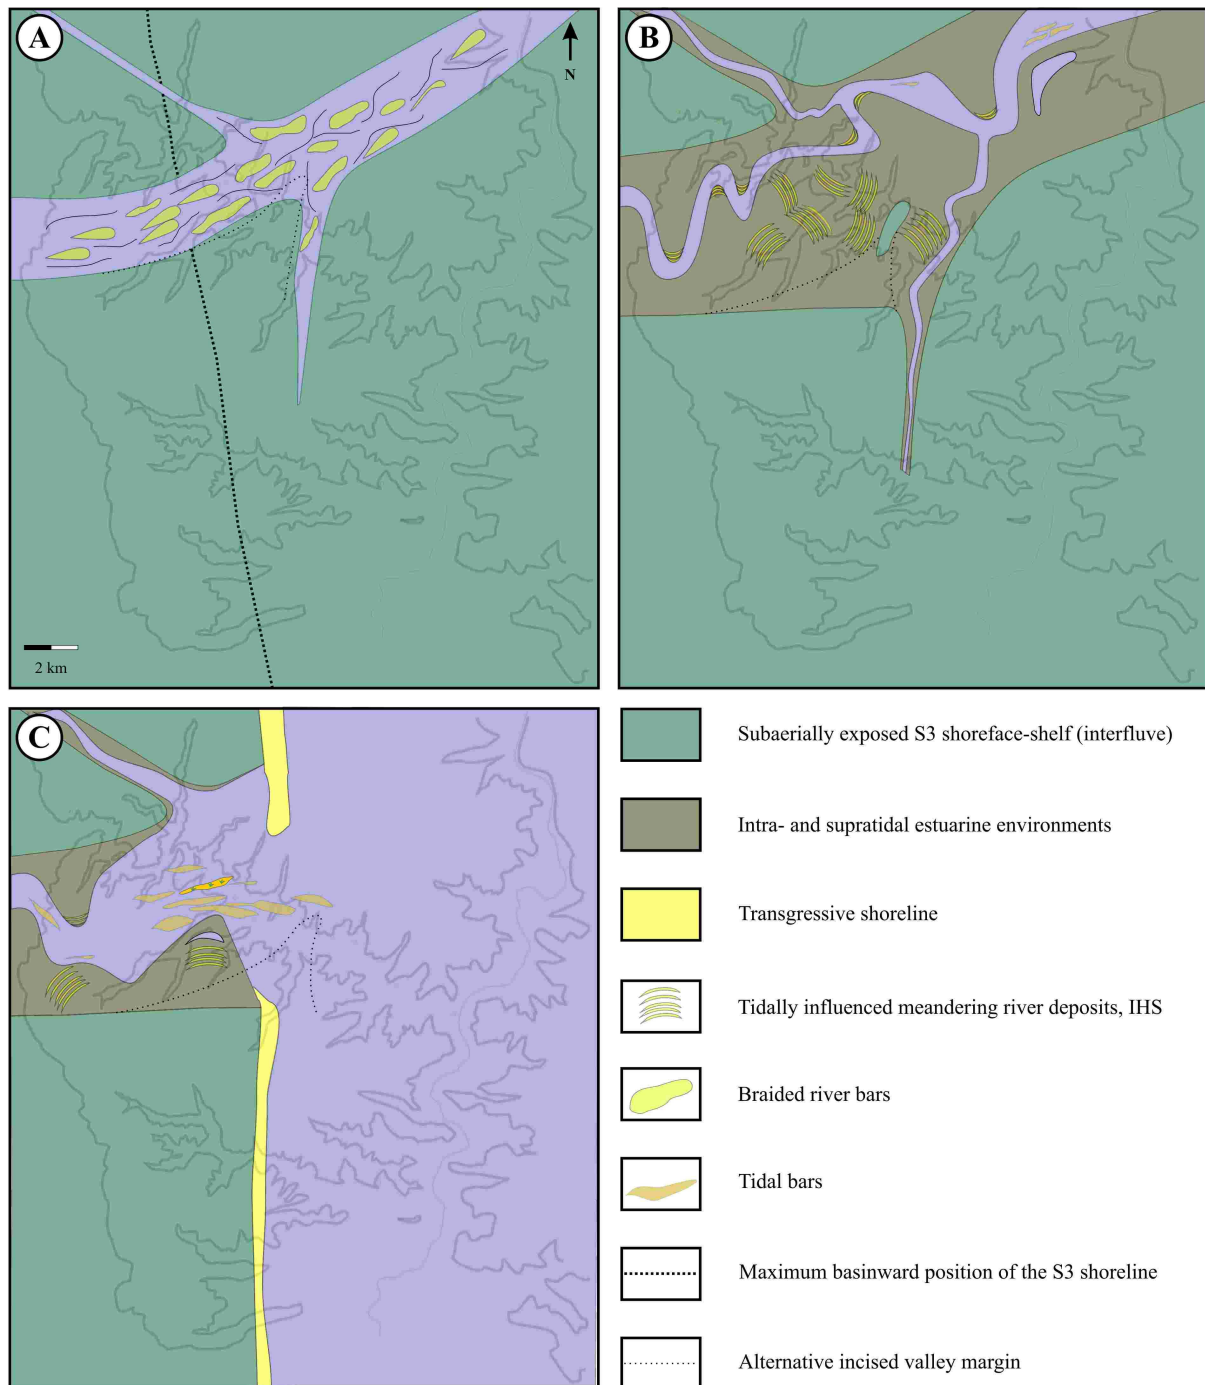 A
N
2 km
B
C
Subaerially exposed S3 shoreface-shelf (interfluve)
Intra- and supratidal estuarine environments
Transgressive shoreline
Tidally influenced meandering river deposits, IHS
Braided river bars
Tidal bars
Maximum basinward position of the S3 shoreline
Alternative incised valley margin